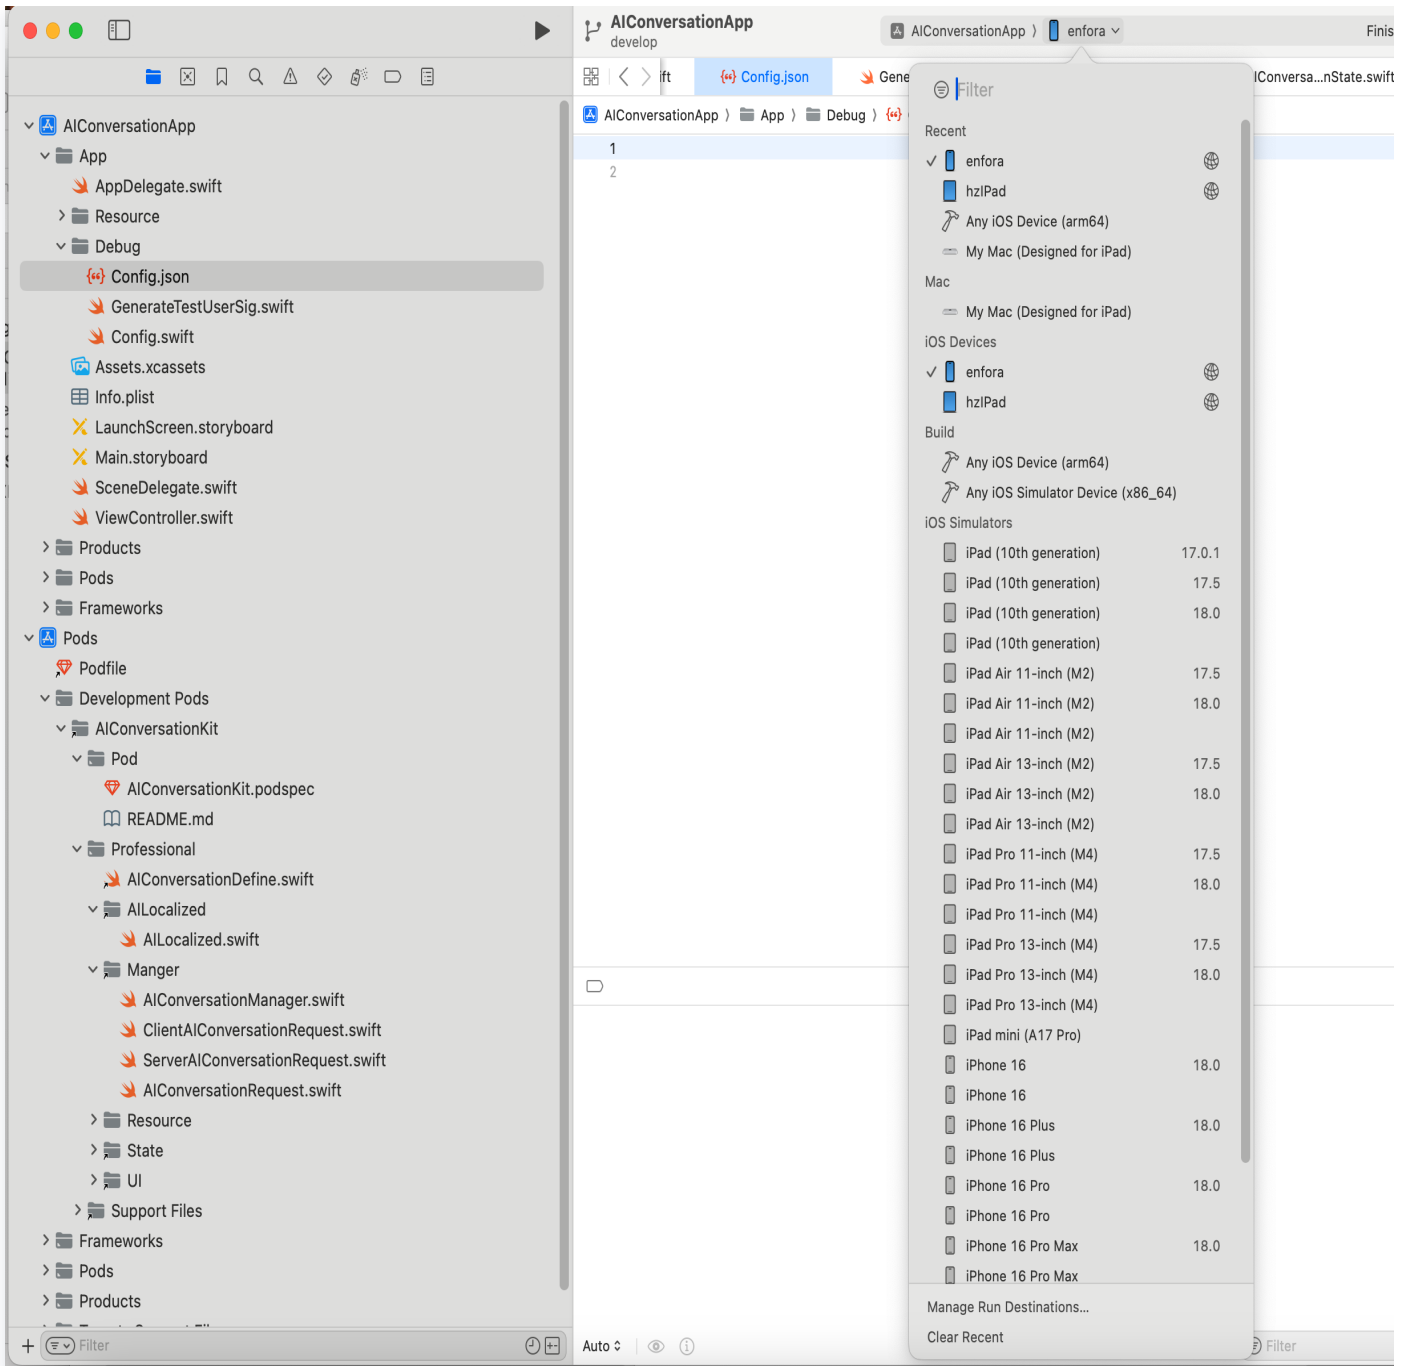 AIConversationApp
develop
AIConversationApp
enfora
Finis
ift
Config.json
Gene
IConversa...nState.swift
AIConversationApp
App
Debug
1
2
AIConversationApp
App
AppDelegate.swift
Resource
Debug
Config.json
GenerateTestUserSig.swift
Config.swift
Assets.xcassets
Info.plist
LaunchScreen.storyboard
Main.storyboard
SceneDelegate.swift
ViewController.swift
Products
Pods
Frameworks
Pods
Podfile
Development Pods
AIConversationKit
Pod
AIConversationKit.podspec
README.md
Professional
AIConversationDefine.swift
AILocalized
AILocalized.swift
Manger
AIConversationManager.swift
ClientAIConversationRequest.swift
ServerAIConversationRequest.swift
AIConversationRequest.swift
Resource
State
UI
Support Files
Frameworks
Pods
Products
Filter
Auto
Filter
Filter
Recent
enfora
hzIPad
Any iOS Device (arm64)
My Mac (Designed for iPad)
Mac
My Mac (Designed for iPad)
iOS Devices
enfora
hzIPad
Build
Any iOS Device (arm64)
Any iOS Simulator Device (x86_64)
iOS Simulators
iPad (10th generation) 17.0.1
iPad (10th generation) 17.5
iPad (10th generation) 18.0
iPad (10th generation)
iPad Air 11-inch (M2) 17.5
iPad Air 11-inch (M2) 18.0
iPad Air 11-inch (M2)
iPad Air 13-inch (M2) 17.5
iPad Air 13-inch (M2) 18.0
iPad Air 13-inch (M2)
iPad Pro 11-inch (M4) 17.5
iPad Pro 11-inch (M4) 18.0
iPad Pro 11-inch (M4)
iPad Pro 13-inch (M4) 17.5
iPad Pro 13-inch (M4) 18.0
iPad Pro 13-inch (M4)
iPad mini (A17 Pro)
iPhone 16 18.0
iPhone 16
iPhone 16 Plus 18.0
iPhone 16 Plus
iPhone 16 Pro 18.0
iPhone 16 Pro
iPhone 16 Pro Max 18.0
iPhone 16 Pro Max
Manage Run Destinations...
Clear Recent